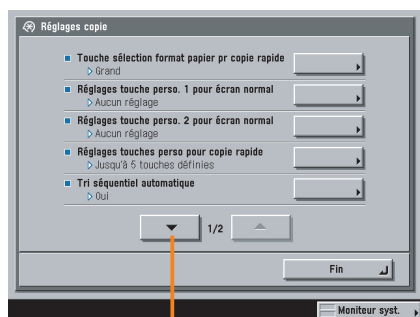 Réglages copie
Touche sélection format papier pr copie rapide
Grand
Réglages touche perso. 1 pour écran normal
Aucun réglage
Réglages touche perso. 2 pour écran normal
Aucun réglage
Réglages touches perso pour copie rapide
Jusqu'à 5 touches définies
Tri séquentiel automatique
Oui
1/2
Fin
Moniteur syst.